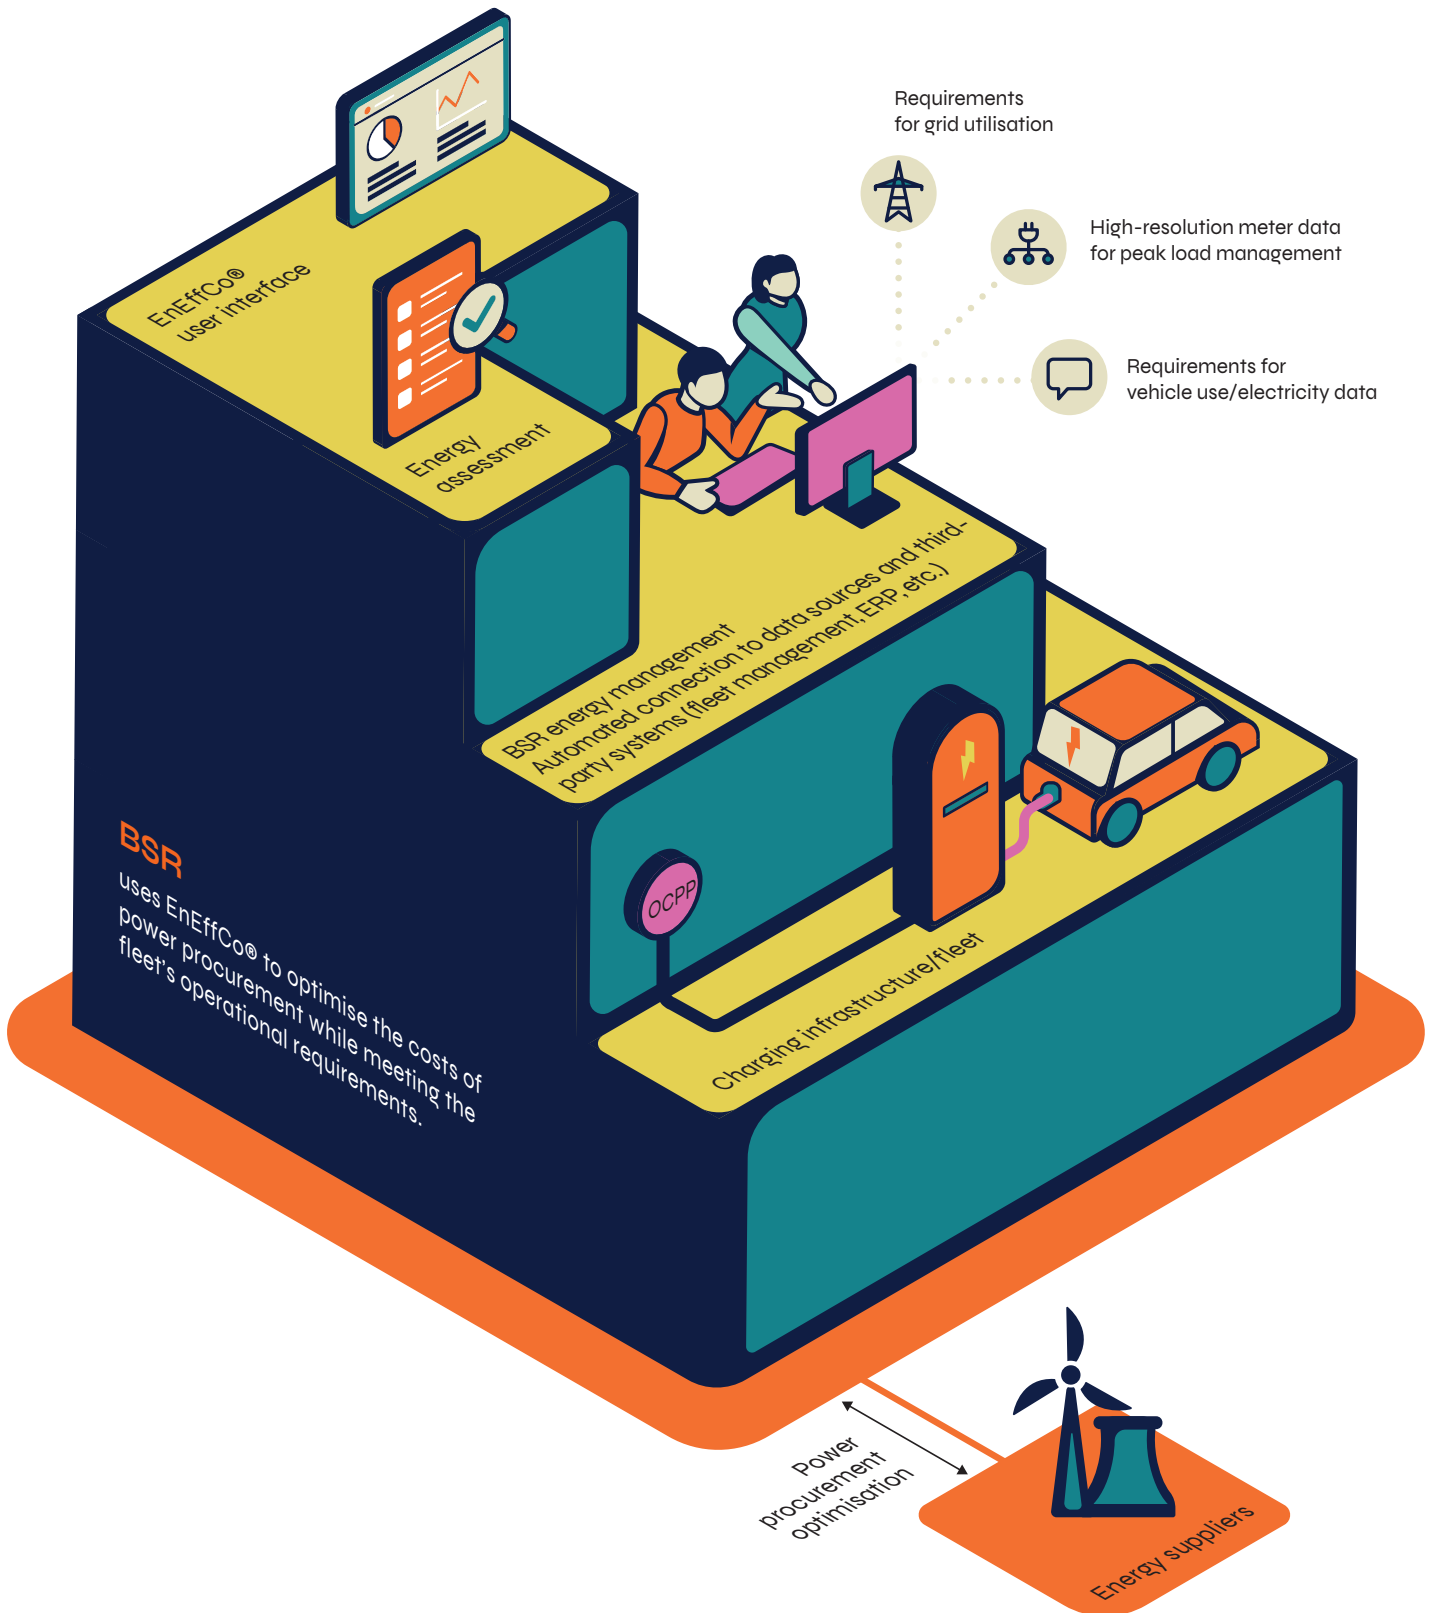 Requirements
for grid utilisation
High-resolution meter data
for peak load management
Requirements for
vehicle use/electricity data
EnEffCo®
user interface
Energy
assessment
BSR energy management
Automated connection to data sources and third-
party systems (fleet management, ERP, etc.)
OCPP
Charging infrastructure/fleet
BSR
uses EnEffCo® to optimise the costs of
power procurement while meeting the
fleet's operational requirements.
Power
procurement
optimisation
Energy suppliers